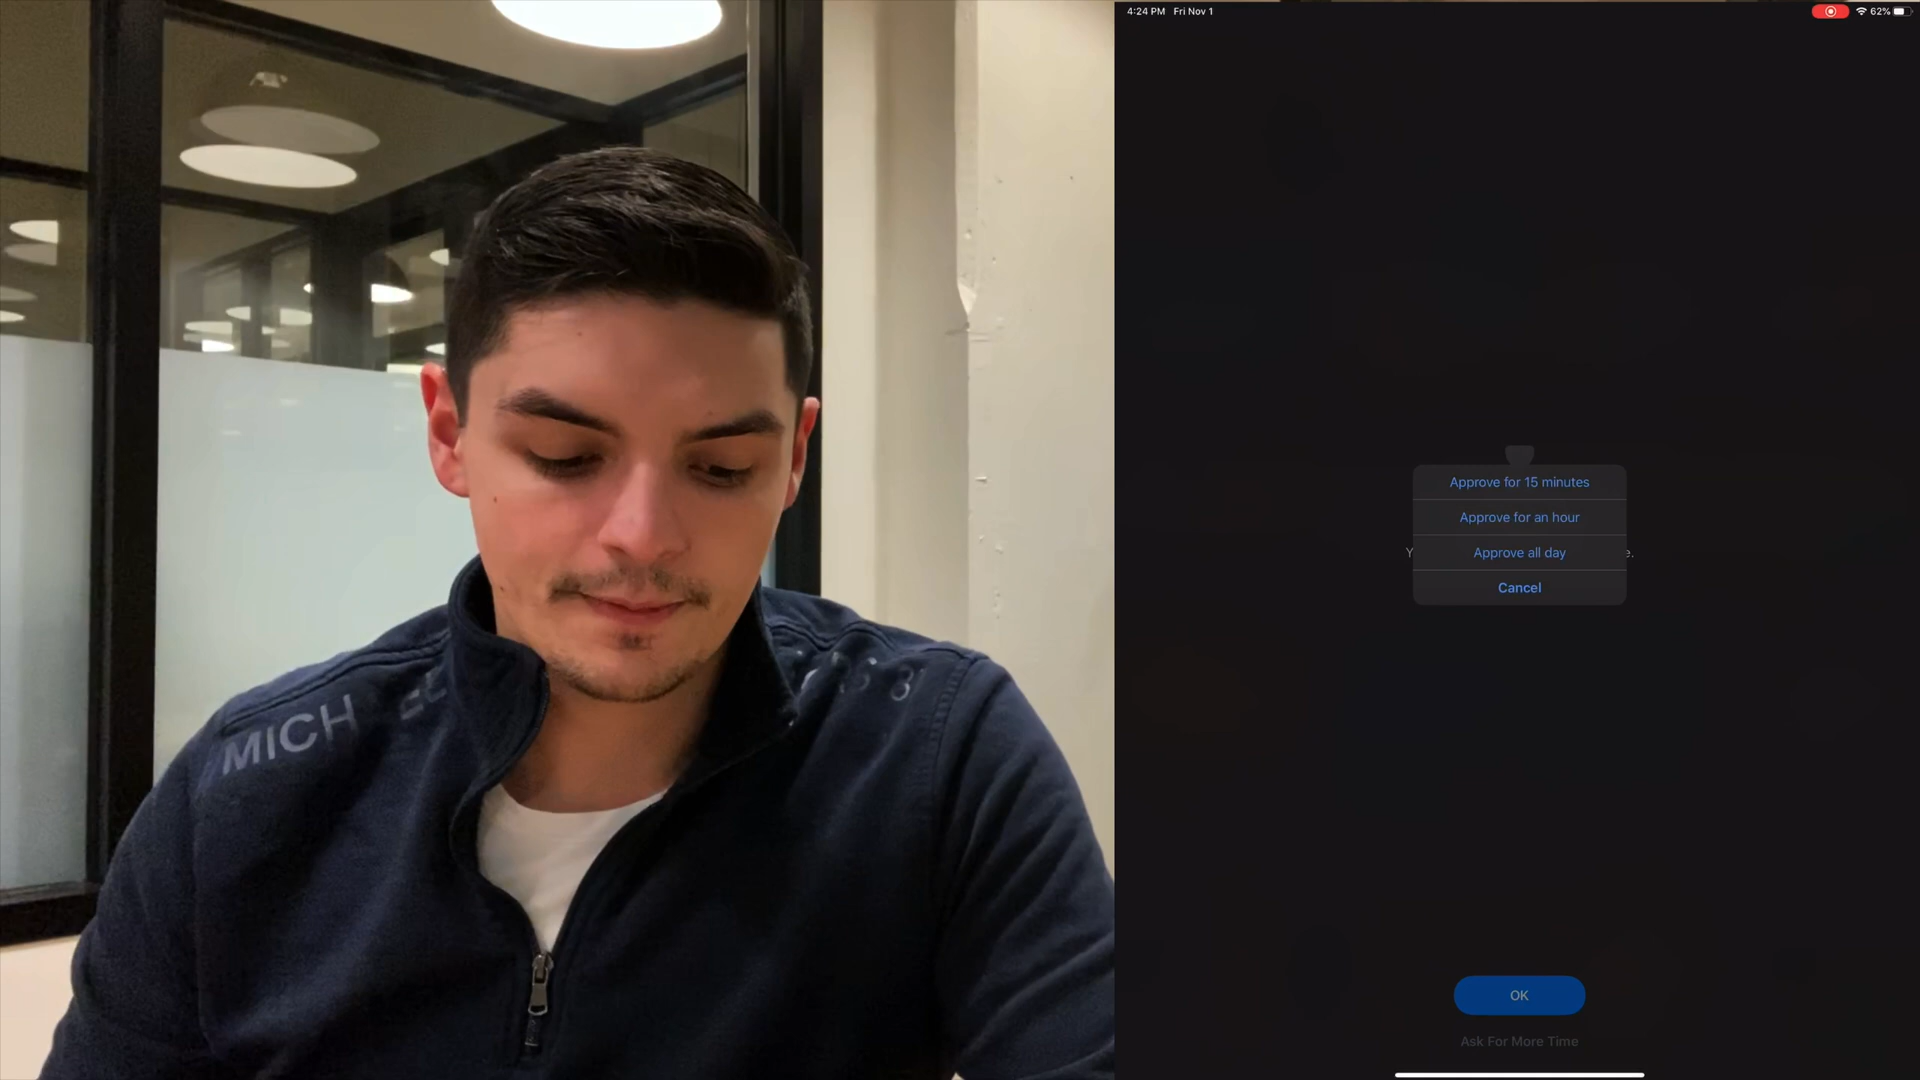 4:24 PM Fri Nov 1
62%
Approve for 15 minutes
Approve for an hour
Approve all day
Cancel
OK
Ask For More Time